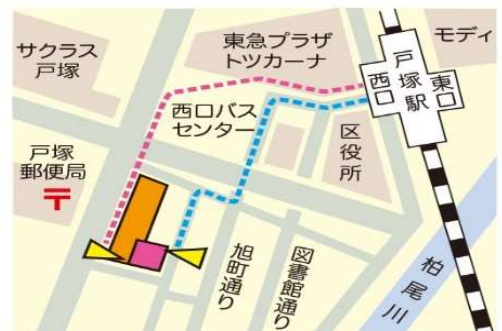 サクラス
戸塚
東急プラザ
トツカーナ
モディ
戸塚駅
西口
東口
西口バス
センター
区役所
戸塚
郵便局
〒
旭町通り
図書館通り
柏尾川